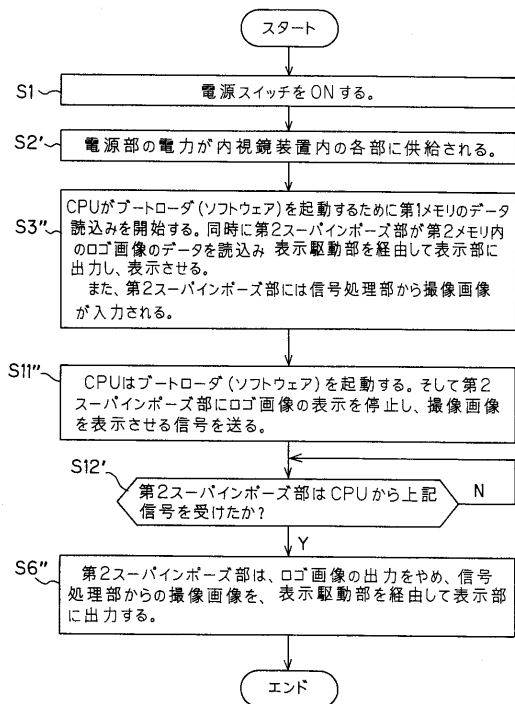 スタート
S1
電源スイッチをONする。
S2'
電源部の電力が内視鏡装置内の各部に供給される。
S3"
CPUがブートローダ(ソフトウェア)を起動するために第1メモリのデータ
読込みを開始する。同時に第2スーパインポーズ部が第2メモリ内
のロゴ画像のデータを読込み表示駆動部を経由して表示部に
出力し、表示させる。
また、第2スーパインポーズ部には信号処理部から撮像画像
が入力される。
S11"
CPUはブートローダ(ソフトウェア)を起動する。そして第2
スーパインポーズ部にロゴ画像の表示を停止し、撮像画像
を表示させる信号を送る。
S12'
第2スーパインポーズ部はCPUから上記
信号を受けたか?
N
Y
S6"
第2スーパインポーズ部は、ロゴ画像の出力をやめ、信号
処理部からの撮像画像を、表示駆動部を経由して表示部
に出力する。
エンド